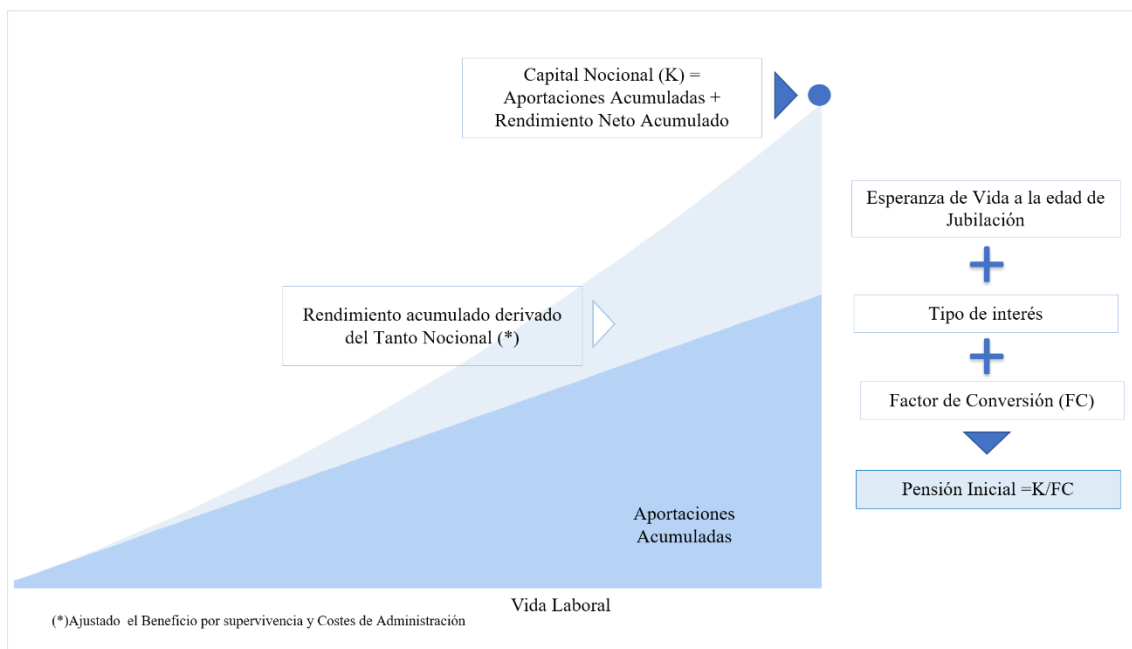 Capital Nocional (K) =
Aportaciones Acumuladas +
Rendimiento Neto Acumulado
Esperanza de Vida a la edad de
Jubilación
Rendimiento acumulado derivado
del Tanto Nocional (*)
Tipo de interés
Factor de Conversión (FC)
Pensión Inicial =K/FC
Aportaciones
Acumuladas
Vida Laboral
(*)Ajustado el Beneficio por supervivencia y Costes de Administración